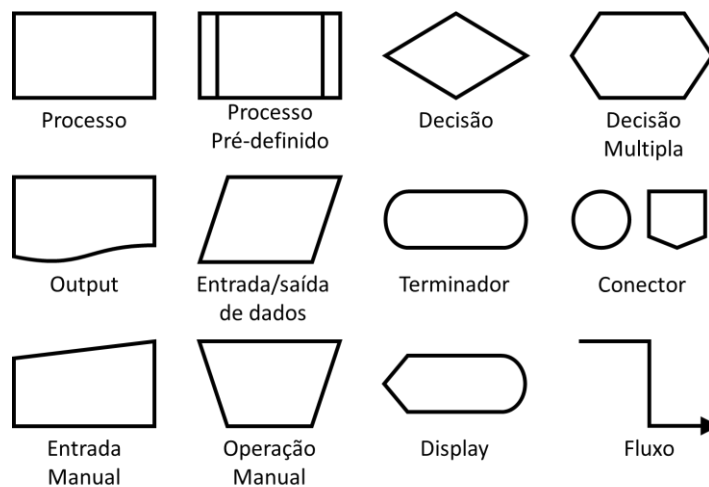 Processo
Processo
Pré-definido
Decisão
Decisão
Multipla
Output
Entrada/saída
de dados
Terminador
Conector
Entrada
Manual
Operação
Manual
Display
Fluxo